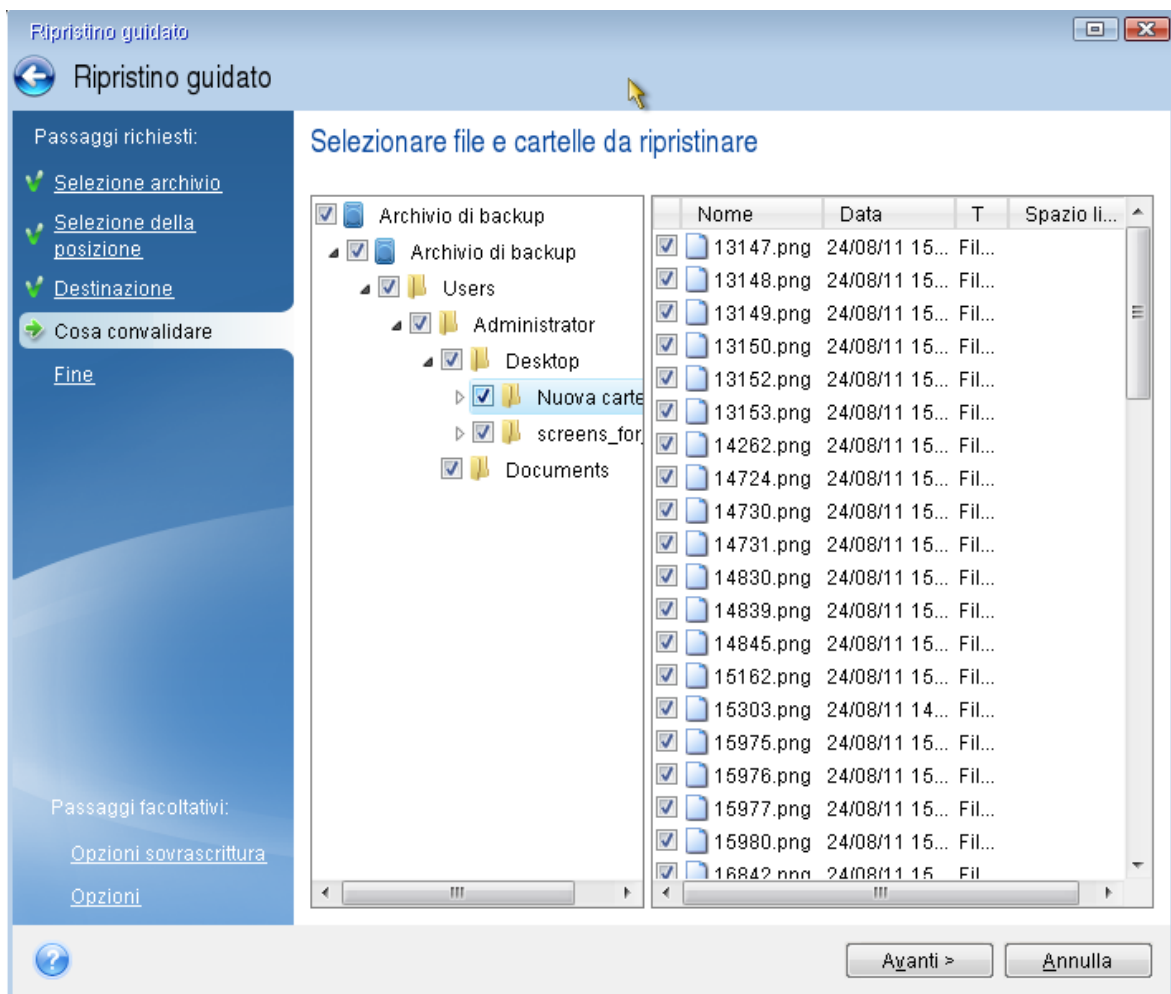 Ripristino guidato
Ripristino guidato
Passaggi richiesti:
Selezione archivio
Selezione della
posizione
Destinazione
Cosa convalidare
Fine
Passaggi facoltativi:
Opzioni sovrascrittura
Opzioni
Selezionare file e cartelle da ripristinare
Archivio di backup
Archivio di backup
Users
Administrator
Desktop
Nuova carte
screens_for_
Documents
Nome Data T Spazio li...
13147.png 24/08/11 15... Fil...
13148.png 24/08/11 15... Fil...
13149.png 24/08/11 15... Fil...
13150.png 24/08/11 15... Fil...
13152.png 24/08/11 15... Fil...
13153.png 24/08/11 15... Fil...
14262.png 24/08/11 15... Fil...
14724.png 24/08/11 15... Fil...
14730.png 24/08/11 15... Fil...
14731.png 24/08/11 15... Fil...
14830.png 24/08/11 15... Fil...
14839.png 24/08/11 15... Fil...
14845.png 24/08/11 15... Fil...
15162.png 24/08/11 15... Fil...
15303.png 24/08/11 14... Fil...
15975.png 24/08/11 15... Fil...
15976.png 24/08/11 15... Fil...
15977.png 24/08/11 15... Fil...
15980.png 24/08/11 15... Fil...
16842.png 24/08/11 15... Fil...
Avanti >
Annulla